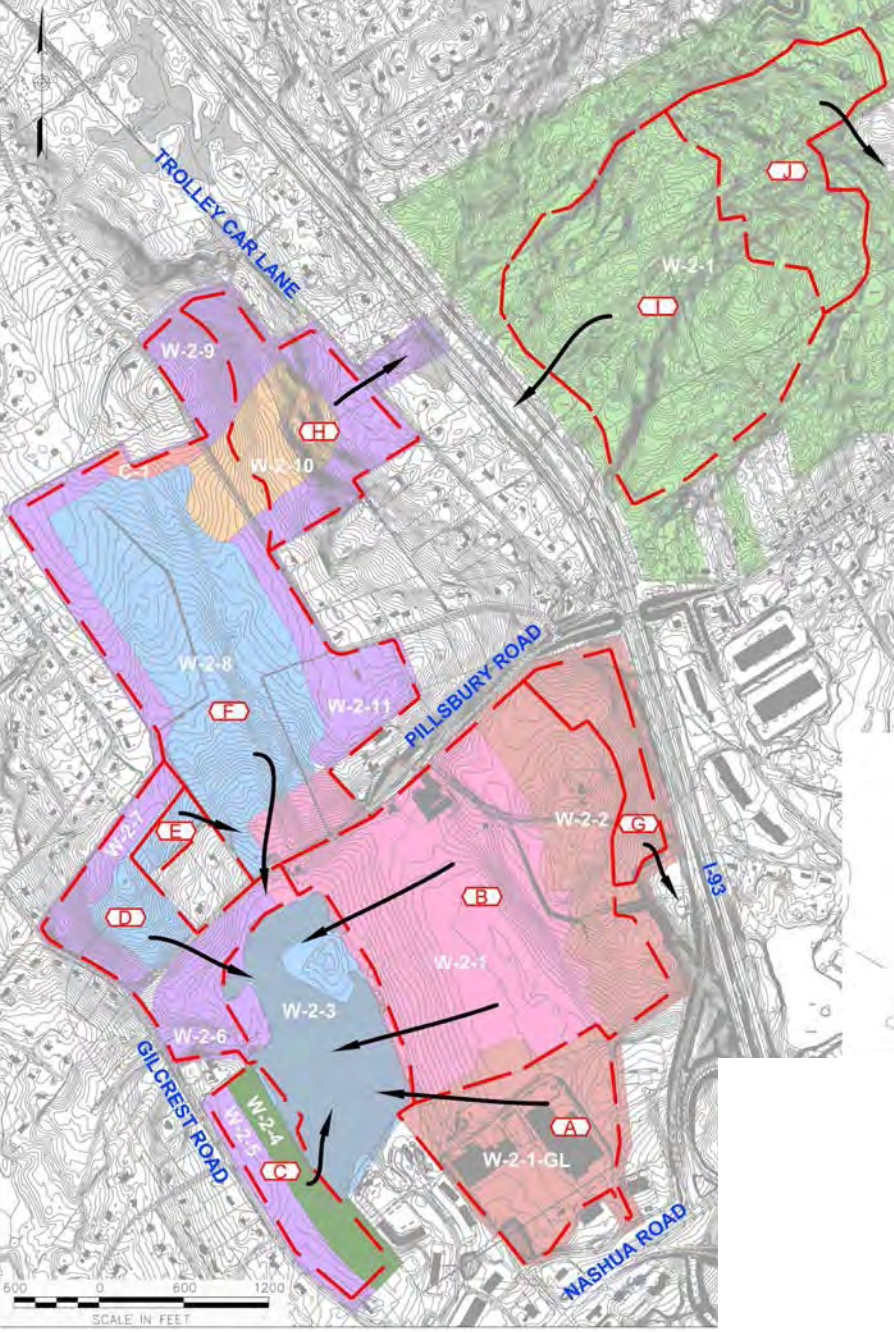 TROLLEY CAR LANE
J
W-2-1
I
W-2-9
H
W-2-10
C-1
W-2-8
F
W-2-11
PILLSBURY ROAD
W-2-7
E
W-2-2
G
I-93
D
B
W-2-1
W-2-3
W-2-6
GILCREST ROAD
W-2-4
W-2-5
C
A
W-2-1-GL
NASHUA ROAD
600 0 600 1200
SCALE IN FEET